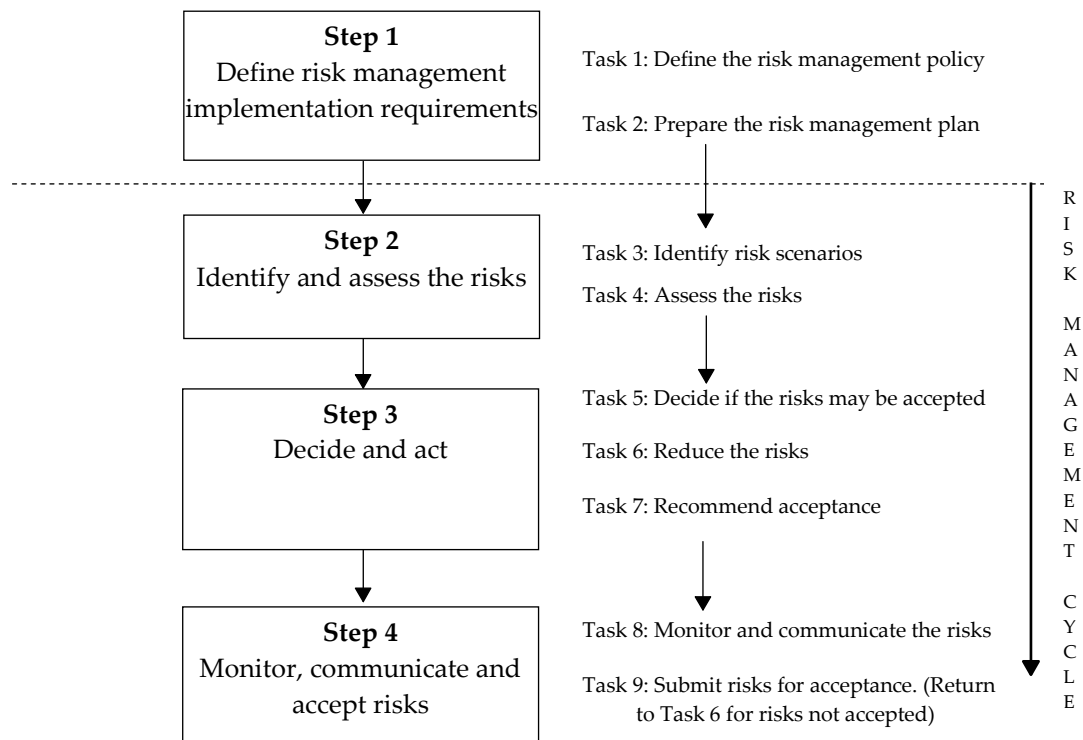 Step 1
Define risk management
implementation requirements
Task 1: Define the risk management policy
Task 2: Prepare the risk management plan
Step 2
Identify and assess the risks
Task 3: Identify risk scenarios
Task 4: Assess the risks
Step 3
Decide and act
Task 5: Decide if the risks may be accepted
Task 6: Reduce the risks
Task 7: Recommend acceptance
Step 4
Monitor, communicate and
accept risks
Task 8: Monitor and communicate the risks
Task 9: Submit risks for acceptance. (Return
to Task 6 for risks not accepted)
RISK MANAGEMENT CYCLE